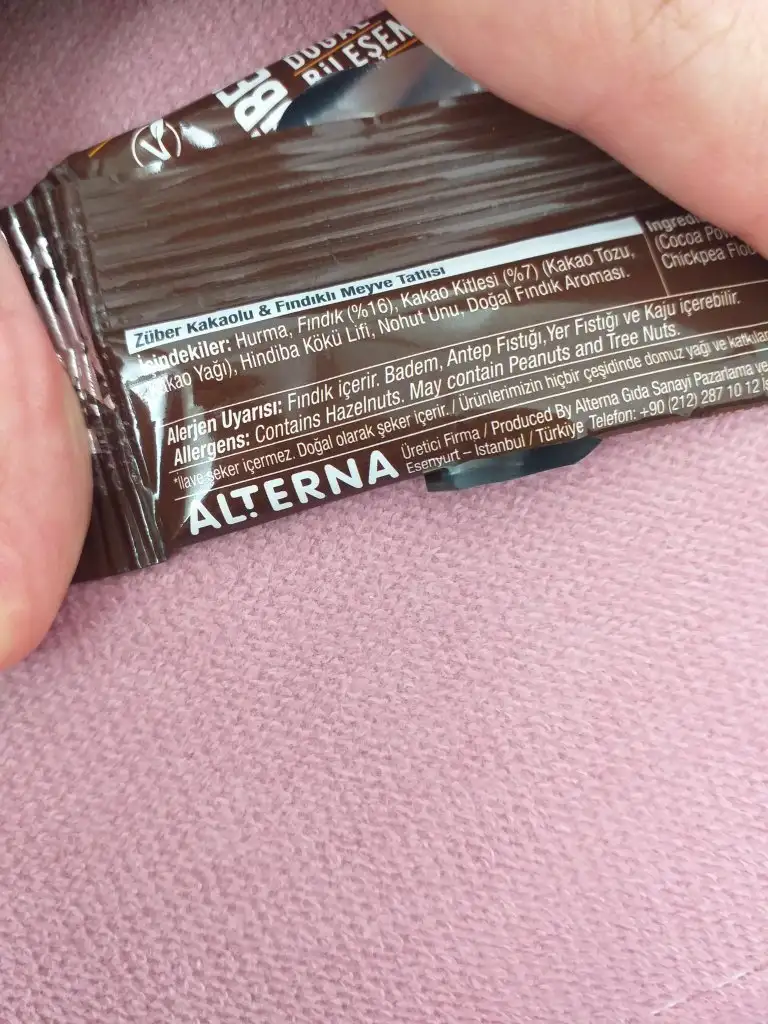 DOĞAL
BİLEŞEN
Züber Kakaolu & Fındıklı Meyve Tatlısı
İçindekiler: Hurma, Fındık (%16), Kakao Kitlesi (%7) (Kakao Tozu,
Kakao Yağı), Hindiba Kökü Lifi, Nohut Unu, Doğal Fındık Aroması.
(Cocoa
Chickpea
Alerjen Uyarısı: Fındık içerir. Badem, Antep Fıstığı,Yer Fıstığı ve Kaju içerebilir.
Allergens: Contains Hazelnuts. May contain Peanuts and Tree Nuts.
*İlave şeker içermez. Doğal olarak şeker içerir. / Ürünlerimizin hiçbir çeşidinde domuz yağı ve
ALTERNA
Üretici Firma / Produced By Alterna Gıda Sanayi Pazarlama ve
Esenyurt – İstanbul / Türkiye Telefon: +90 (212) 287 10 12